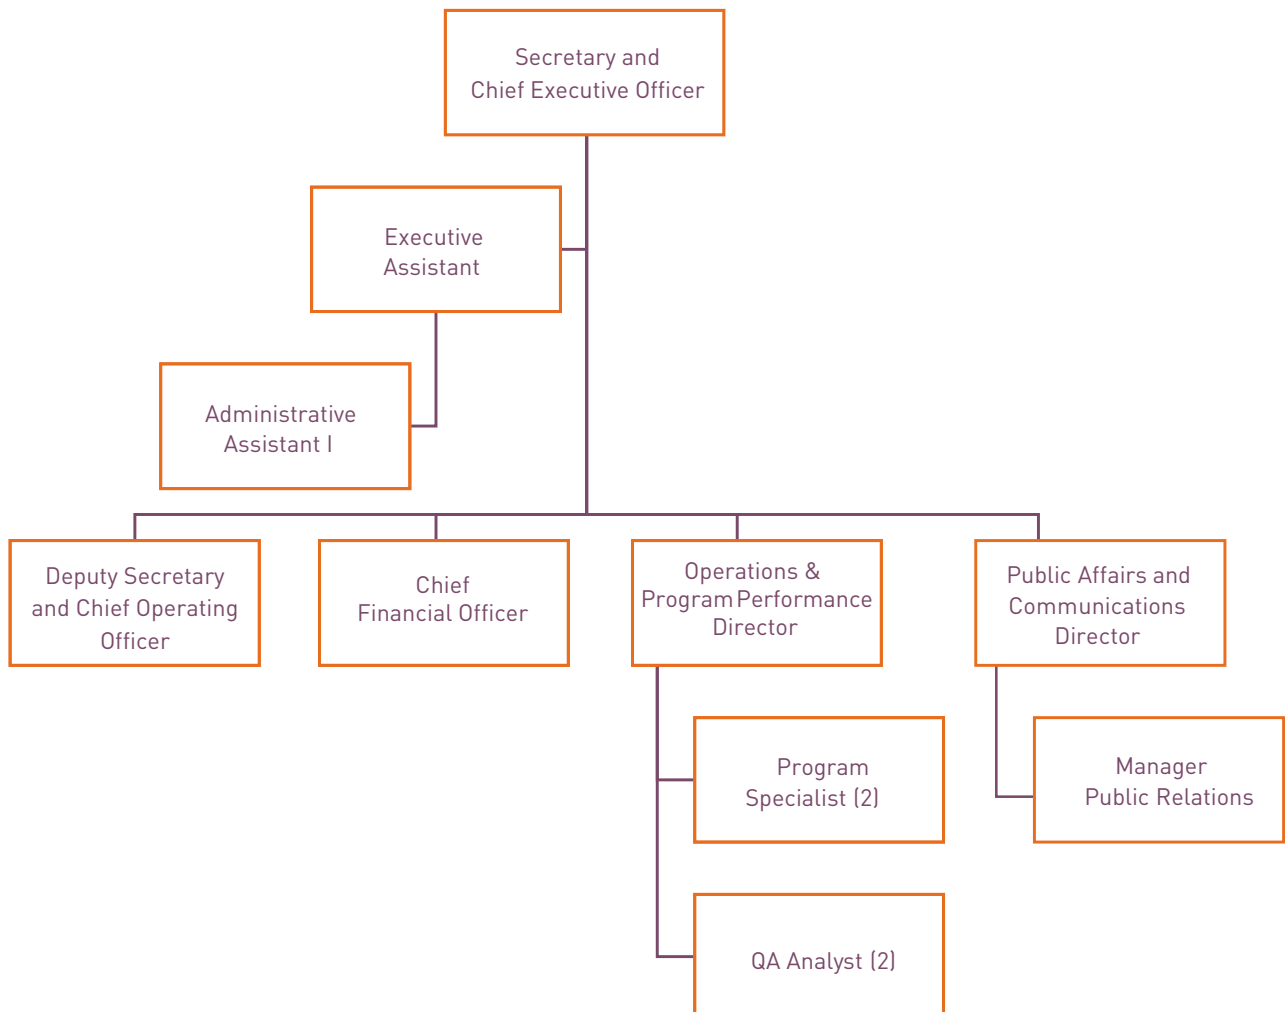 Secretary and
Chief Executive Officer
Executive
Assistant
Administrative
Assistant I
Deputy Secretary
and Chief Operating
Officer
Chief
Financial Officer
Operations &
Program Performance
Director
Public Affairs and
Communications
Director
Program
Specialist (2)
Manager
Public Relations
QA Analyst (2)